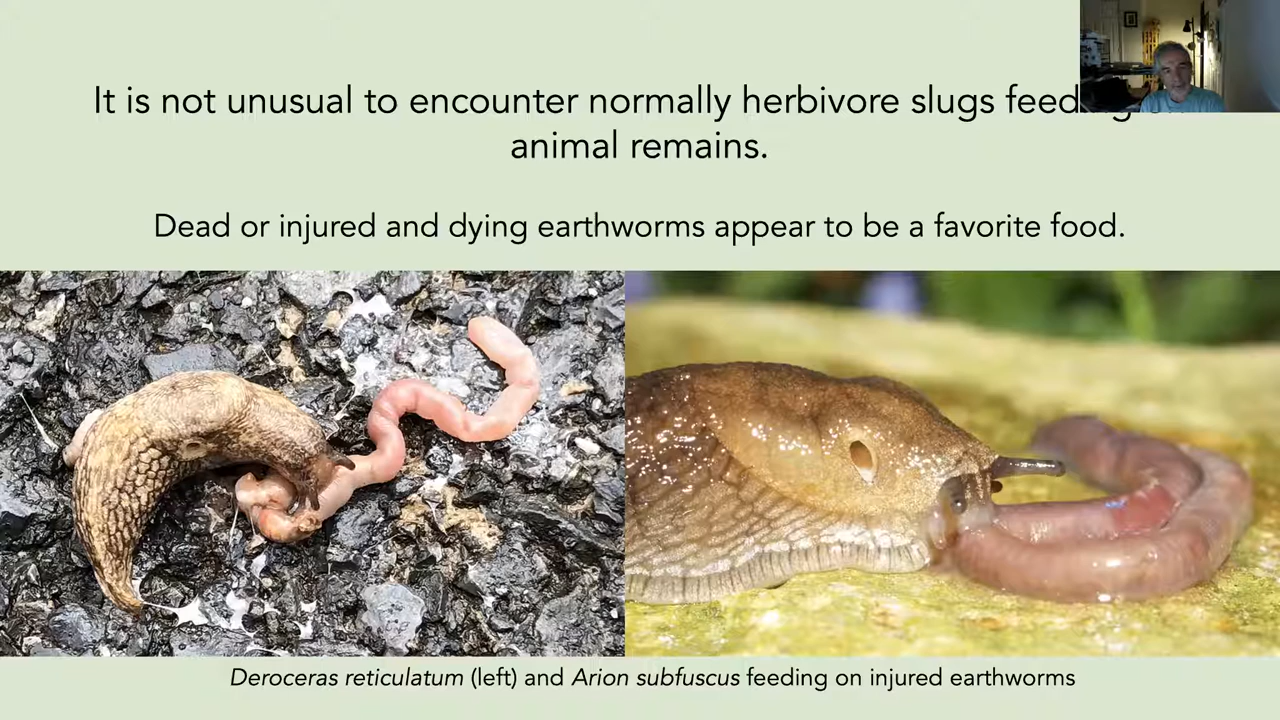 It is not unusual to encounter normally herbivore slugs feeding
animal remains.
Dead or injured and dying earthworms appear to be a favorite food.
Deroceras reticulatum (left) and Arion subfuscus feeding on injured earthworms